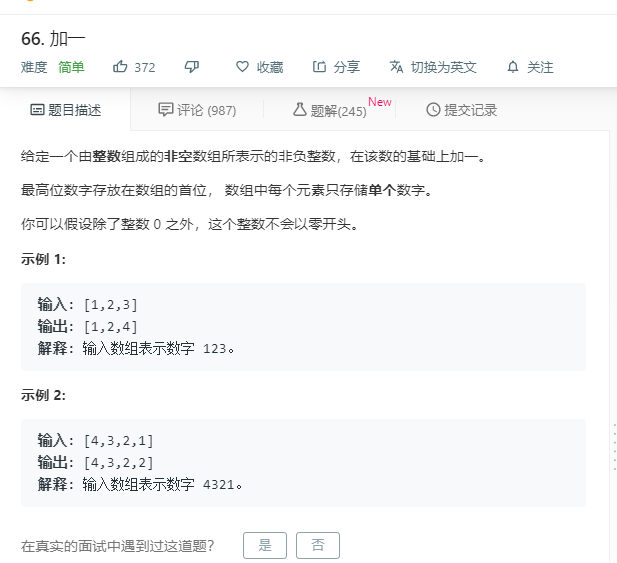 66. 加一
难度 简单 372 收藏 分享 切换为英文 关注
题目描述 评论 (987) 题解(245) New 提交记录
给定一个由整数组成的非空数组所表示的非负整数，在该数的基础上加一。
最高位数字存放在数组的首位， 数组中每个元素只存储单个数字。
你可以假设除了整数 0 之外，这个整数不会以零开头。
示例 1:
输入: [1,2,3]
输出: [1,2,4]
解释: 输入数组表示数字 123。
示例 2:
输入: [4,3,2,1]
输出: [4,3,2,2]
解释: 输入数组表示数字 4321。
在真实的面试中遇到过这道题？ 是 否